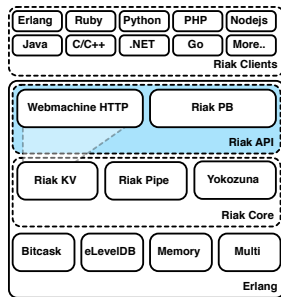 Erlang Ruby Python PHP Nodejs
Java C/C++ .NET Go More..
Riak Clients
Webmachine HTTP Riak PB
Riak API
Riak KV Riak Pipe Yokozuna
Riak Core
Bitcask eLevelDB Memory Multi
Erlang